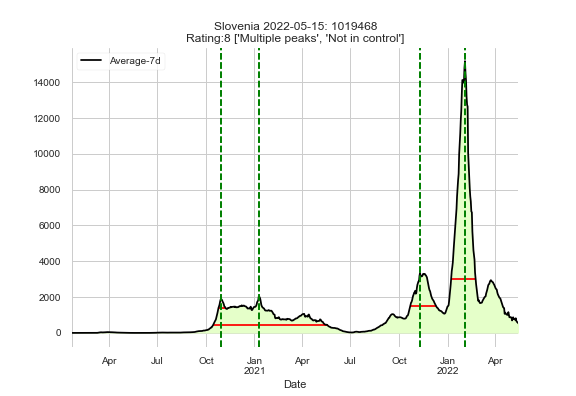 Slovenia 2022-05-15: 1019468
Rating:8 ['Multiple peaks', 'Not in control']
Average-7d
14000
12000
10000
8000
6000
4000
2000
0
Apr Jul Oct Jan Apr Jul Oct Jan Apr
2021 2022
Date